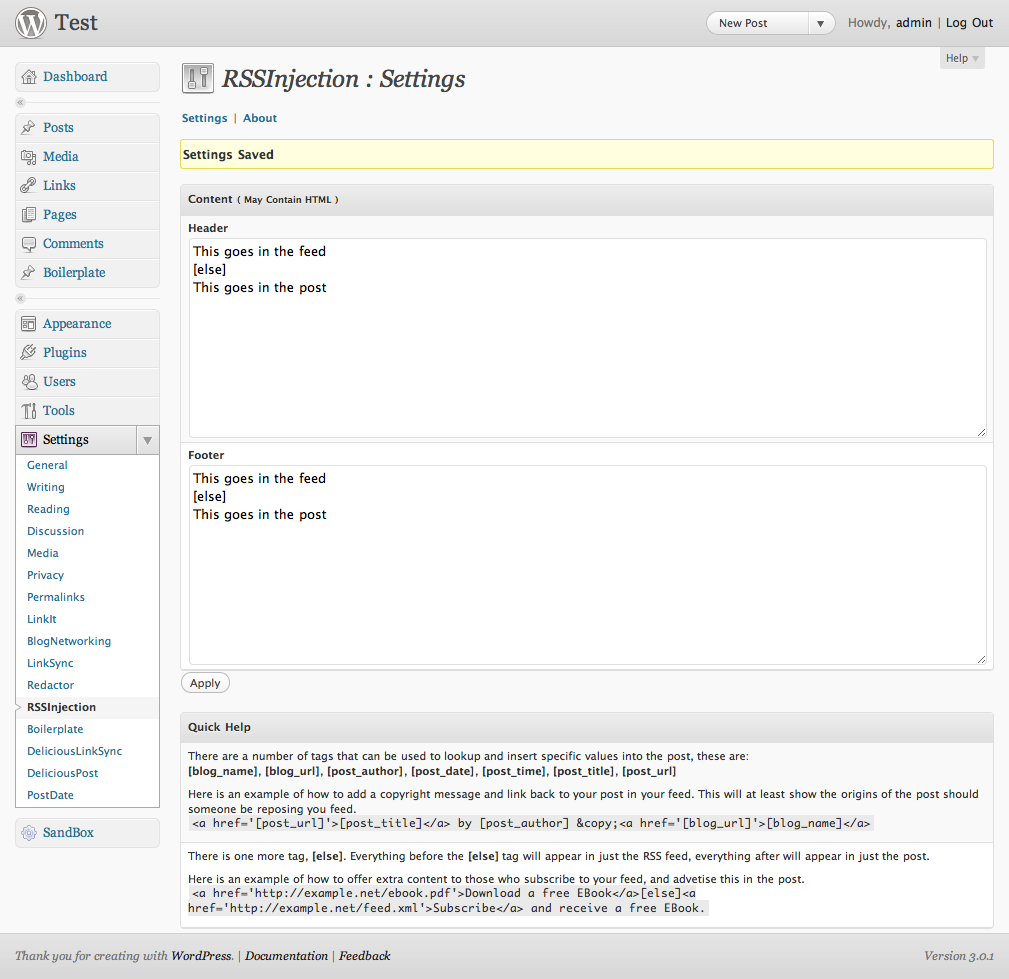 Test
New Post
Howdy, admin | Log Out
Help
Dashboard
Posts
Media
Links
Pages
Comments
Boilerplate
Appearance
Plugins
Users
Tools
Settings
General
Writing
Reading
Discussion
Media
Privacy
Permalinks
LinkIt
BlogNetworking
LinkSync
Redactor
RSSInjection
Boilerplate
DeliciousLinkSync
DeliciousPost
PostDate
SandBox
RSSInjection : Settings
Settings | About
Settings Saved
Content ( May Contain HTML )
Header
This goes in the feed
[else]
This goes in the post
Footer
This goes in the feed
[else]
This goes in the post
Apply
Quick Help
There are a number of tags that can be used to lookup and insert specific values into the post, these are:
[blog_name], [blog_url], [post_author], [post_date], [post_time], [post_title], [post_url]
Here is an example of how to add a copyright message and link back to your post in your feed. This will at least show the origins of the post should
someone be reposing you feed.
<a href='[post_url]'>[post_title]</a> by [post_author] &copy;<a href='[blog_url]'>[blog_name]</a>
There is one more tag, [else]. Everything before the [else] tag will appear in just the RSS feed, everything after will appear in just the post.
Here is an example of how to offer extra content to those who subscribe to your feed, and advetise this in the post.
<a href='http://example.net/ebook.pdf'>Download a free EBook</a>[else]<a
href='http://example.net/feed.xml'>Subscribe</a> and receive a free EBook.
Thank you for creating with WordPress. | Documentation | Feedback
Version 3.0.1